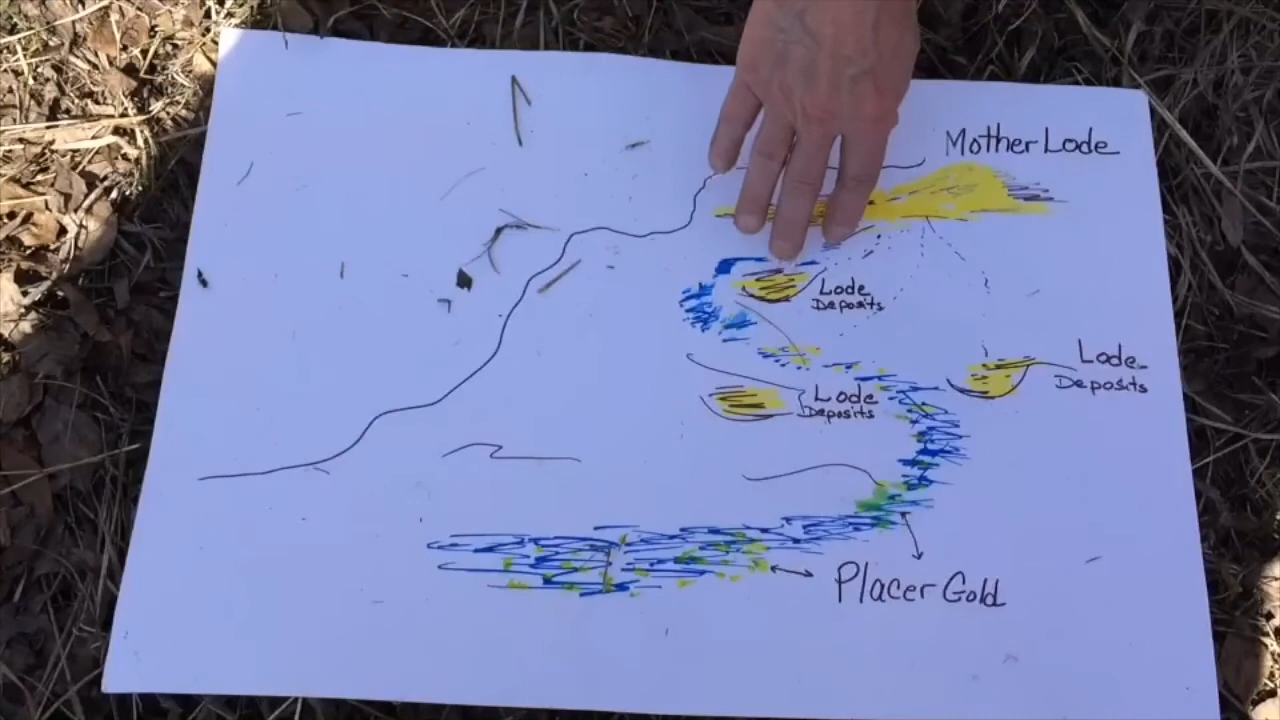 Mother Lode
Lode
Deposits
Lode
Deposits
Lode
Deposits
Placer Gold